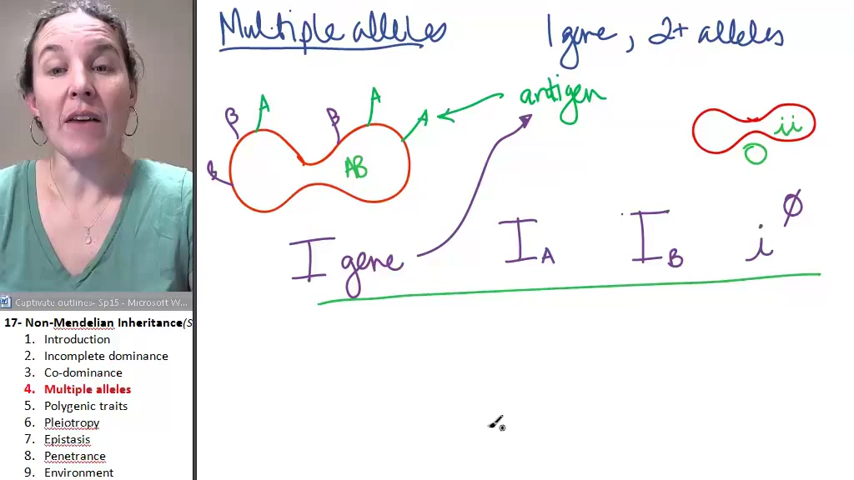 Multiple alleles
1 gene, 2+ alleles
B
A
B
A
A
antigen
B
AB
ii
O
I gene
I A
I B
i Ø
Captivate outlines- Sp15 - Microsoft W...
17- Non-Mendelian Inheritance(S
1. Introduction
2. Incomplete dominance
3. Co-dominance
4. Multiple alleles
5. Polygenic traits
6. Pleiotropy
7. Epistasis
8. Penetrance
9. Environment